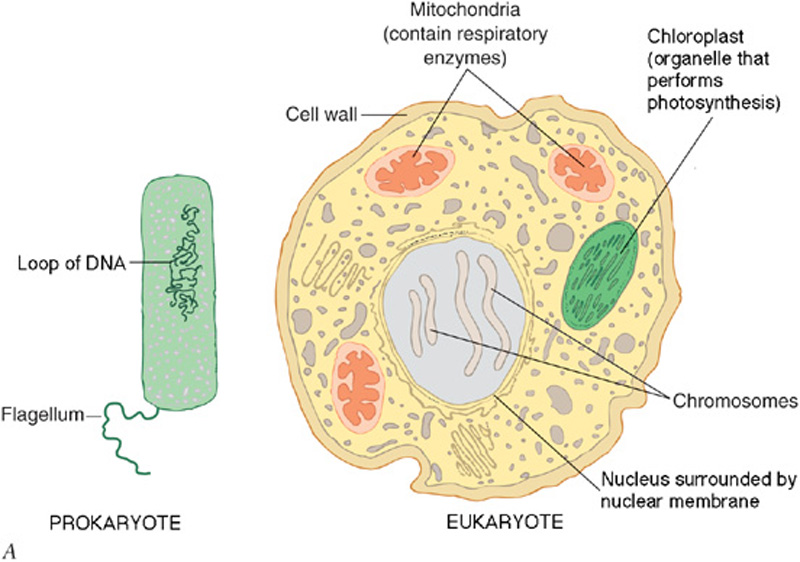 Mitochondria
(contain respiratory
enzymes)
Chloroplast
(organelle that
performs
photosynthesis)
Cell wall
Loop of DNA
Flagellum
Chromosomes
Nucleus surrounded by
nuclear membrane
PROKARYOTE
EUKARYOTE
A